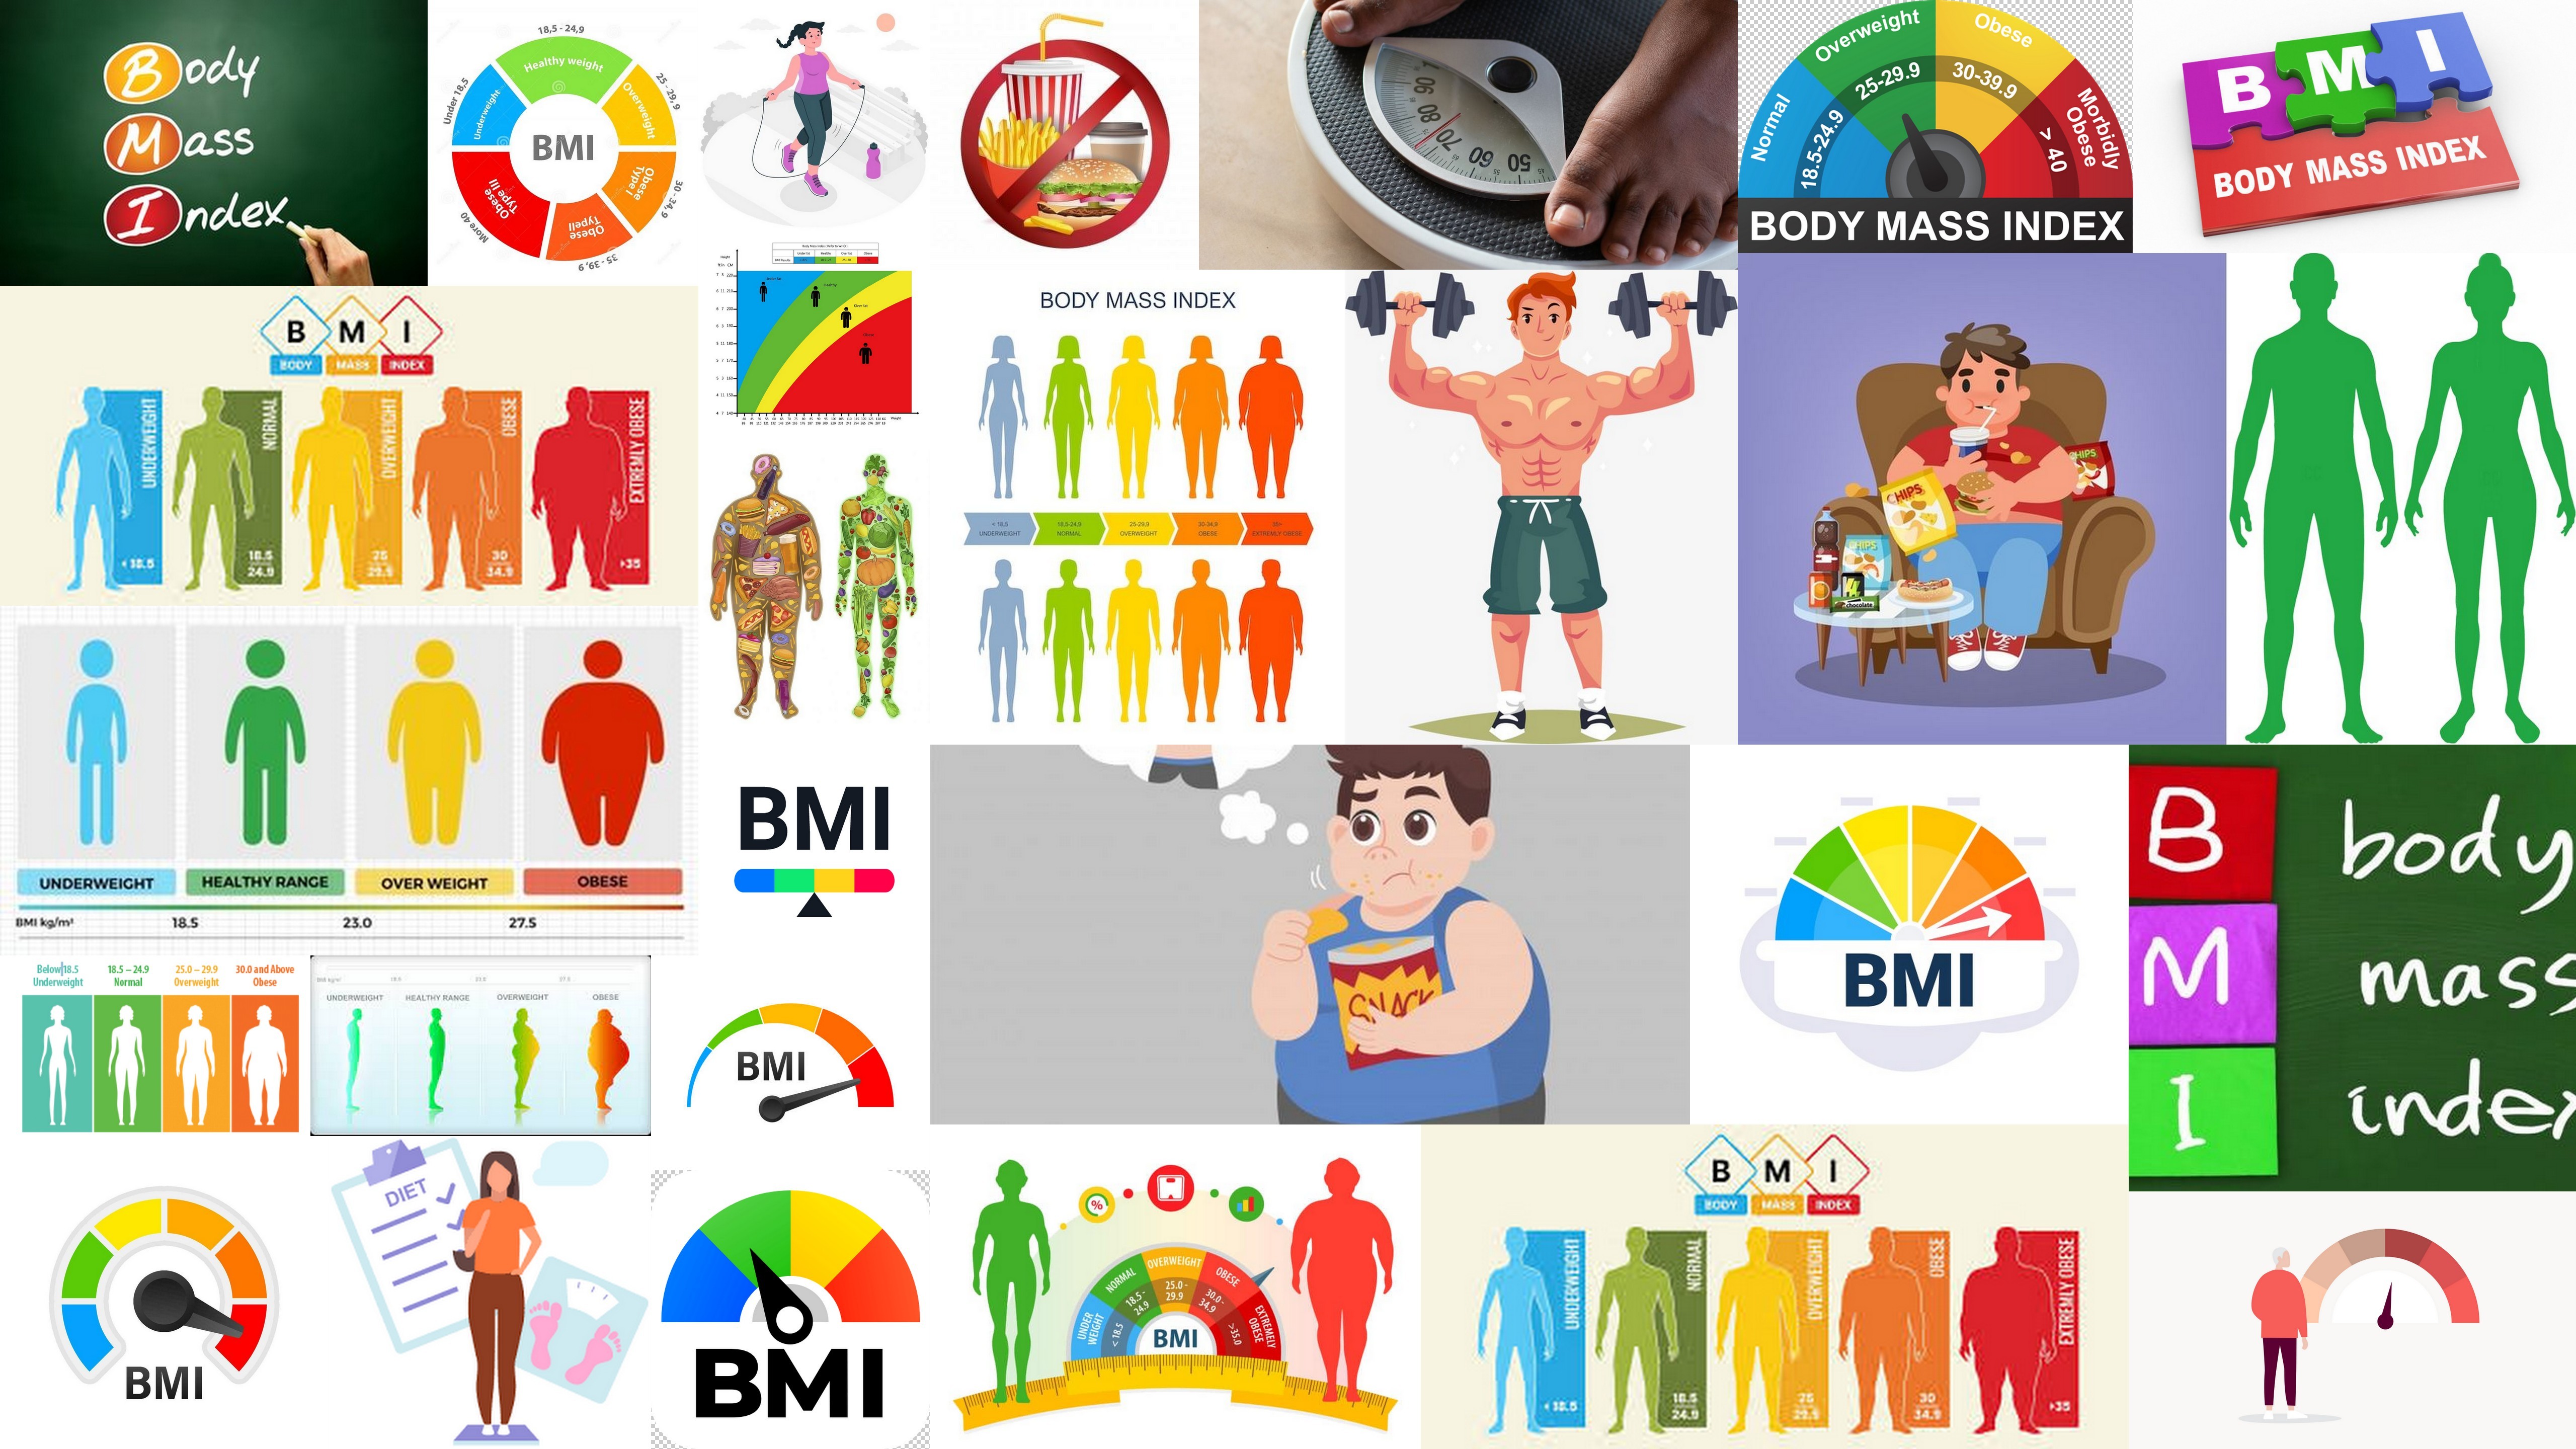 Body
Mass
Index
18,5 - 24,9
Healthy weight
25 - 29,9
Overweight
30 - 34,9
Obese
Type I
35 - 39,9
Obese
TypeII
More 40
Obese
Type III
Under 18,5
Underweight
BMI
90
80
70
60
50
Normal
18.5-24.9
Overweight
25-29.9
Obese
30-39.9
Morbidly
Obese
> 40
BODY MASS INDEX
B M I
BODY MASS INDEX
B M I
BODY MASS INDEX
UNDERWEIGHT
< 18.5
NORMAL
18.5
24.9
OVERWEIGHT
25
29.9
OBESE
30
34.9
EXTREMLY OBESE
>35
Healthy
Over fat
Obese
BODY MASS INDEX
< 18,5
UNDERWEIGHT
18,5-24,9
NORMAL
25-29,9
OVERWEIGHT
30-34,9
OBESE
35+
EXTREMLY OBESE
CHIPS
CHIPS
CHIPS
chocolate
UNDERWEIGHT
HEALTHY RANGE
OVER WEIGHT
OBESE
BMI kg/m²
18.5
23.0
27.5
BMI
SNACK
BMI
B body
M mass
I index
Below 18.5
Underweight
18.5 – 24.9
Normal
25.0 – 29.9
Overweight
30.0 and Above
Obese
BMI kg/m²
18.5
23.0
27.5
UNDERWEIGHT
HEALTHY RANGE
OVERWEIGHT
OBESE
BMI
BMI
DIET
BMI
%
UNDER
WEIGHT
< 18.5
NORMAL
18.5 -
24.9
OVERWEIGHT
25.0 -
29.9
OBESE
30.0 -
34.9
EXTREMELY
OBESE
>35.0
BMI
B M I
BODY MASS INDEX
UNDERWEIGHT
< 18.5
NORMAL
18.5
24.9
OVERWEIGHT
25
29.9
OBESE
30
34.9
EXTREMLY OBESE
>35